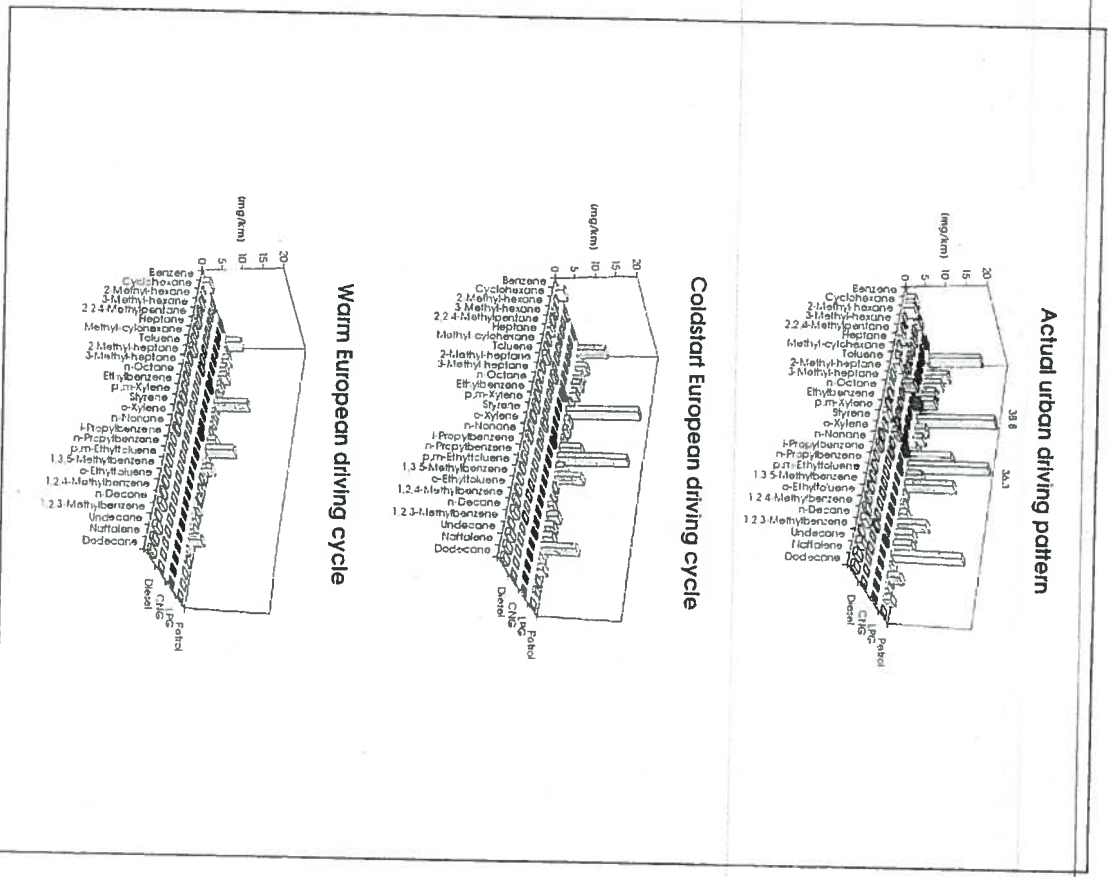 Actual urban driving pattern
(mg/km)
20
15
10
5
0
38.8
36.1
Benzene
Cyclohexane
2-Methyl-hexane
3-Methyl-hexane
2,2,4-Methylpentane
Heptane
Methyl-cylohexane
Toluene
2-Methyl-heptane
3-Methyl-heptane
n-Octane
Ethylbenzene
p,m-Xylene
Styrene
o-Xylene
n-Nonane
i-Propylbenzene
n-Propylbenzene
p,m-Ethyltoluene
1,3,5-Methylbenzene
o-Ethyltoluene
1,2,4-Methylbenzene
n-Decane
1,2,3-Methylbenzene
Undecane
Naftalene
Dodecane
Diesel
CNG
LPG
Petrol
Coldstart European driving cycle
(mg/km)
20
15
10
5
0
Benzene
Cyclohexane
2-Methyl-hexane
3-Methyl-hexane
2,2,4-Methylpentane
Heptane
Methyl-cylohexane
Toluene
2-Methyl-heptane
3-Methyl-heptane
n-Octane
Ethylbenzene
p,m-Xylene
Styrene
o-Xylene
n-Nonane
i-Propylbenzene
n-Propylbenzene
p,m-Ethyltoluene
1,3,5-Methylbenzene
o-Ethyltoluene
1,2,4-Methylbenzene
n-Decane
1,2,3-Methylbenzene
Undecane
Naftalene
Dodecane
Diesel
CNG
LPG
Petrol
Warm European driving cycle
(mg/km)
20
15
10
5
0
Benzene
Cyclohexane
2-Methyl-hexane
3-Methyl-hexane
2,2,4-Methylpentane
Heptane
Methyl-cylohexane
Toluene
2-Methyl-heptane
3-Methyl-heptane
n-Octane
Ethylbenzene
p,m-Xylene
Styrene
o-Xylene
n-Nonane
i-Propylbenzene
n-Propylbenzene
p,m-Ethyltoluene
1,3,5-Methylbenzene
o-Ethyltoluene
1,2,4-Methylbenzene
n-Decane
1,2,3-Methylbenzene
Undecane
Naftalene
Dodecane
Diesel
CNG
LPG
Petrol